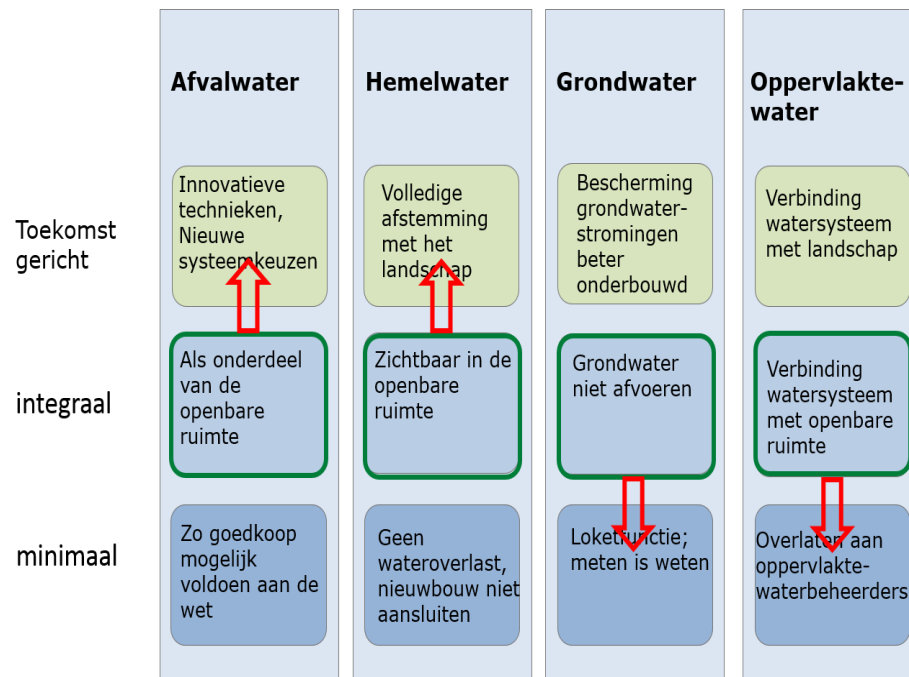 Afvalwater
Hemelwater
Grondwater
Oppervlakte-
water
Toekomst
gericht
Innovatieve
technieken,
Nieuwe
systeemkeuzen
Volledige
afstemming
met het
landschap
Bescherming
grondwater-
stromingen
beter
onderbouwd
Verbinding
watersysteem
met landschap
integraal
Als onderdeel
van de
openbare
ruimte
Zichtbaar in de
openbare
ruimte
Grondwater
niet afvoeren
Verbinding
watersysteem
met openbare
ruimte
minimaal
Zo goedkoop
mogelijk
voldoen aan de
wet
Geen
wateroverlast,
nieuwbouw niet
aansluiten
Loketfunctie;
meten is weten
Overlaten aan
oppervlakte-
waterbeheerders